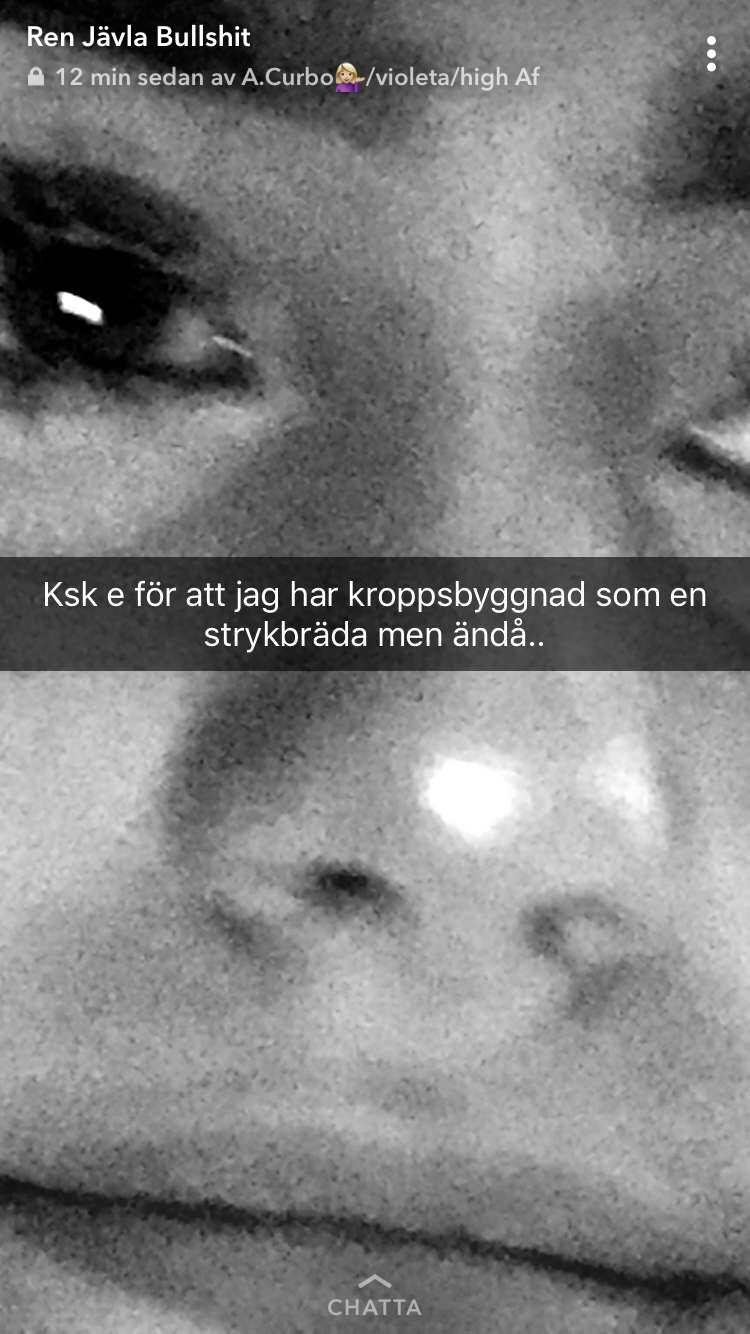 Ren Jävla Bullshit
12 min sedan av A.Curbo💁🏼‍♀️/violeta/high Af
Ksk e för att jag har kroppsbyggnad som en
strykbräda men ändå..
CHATTA